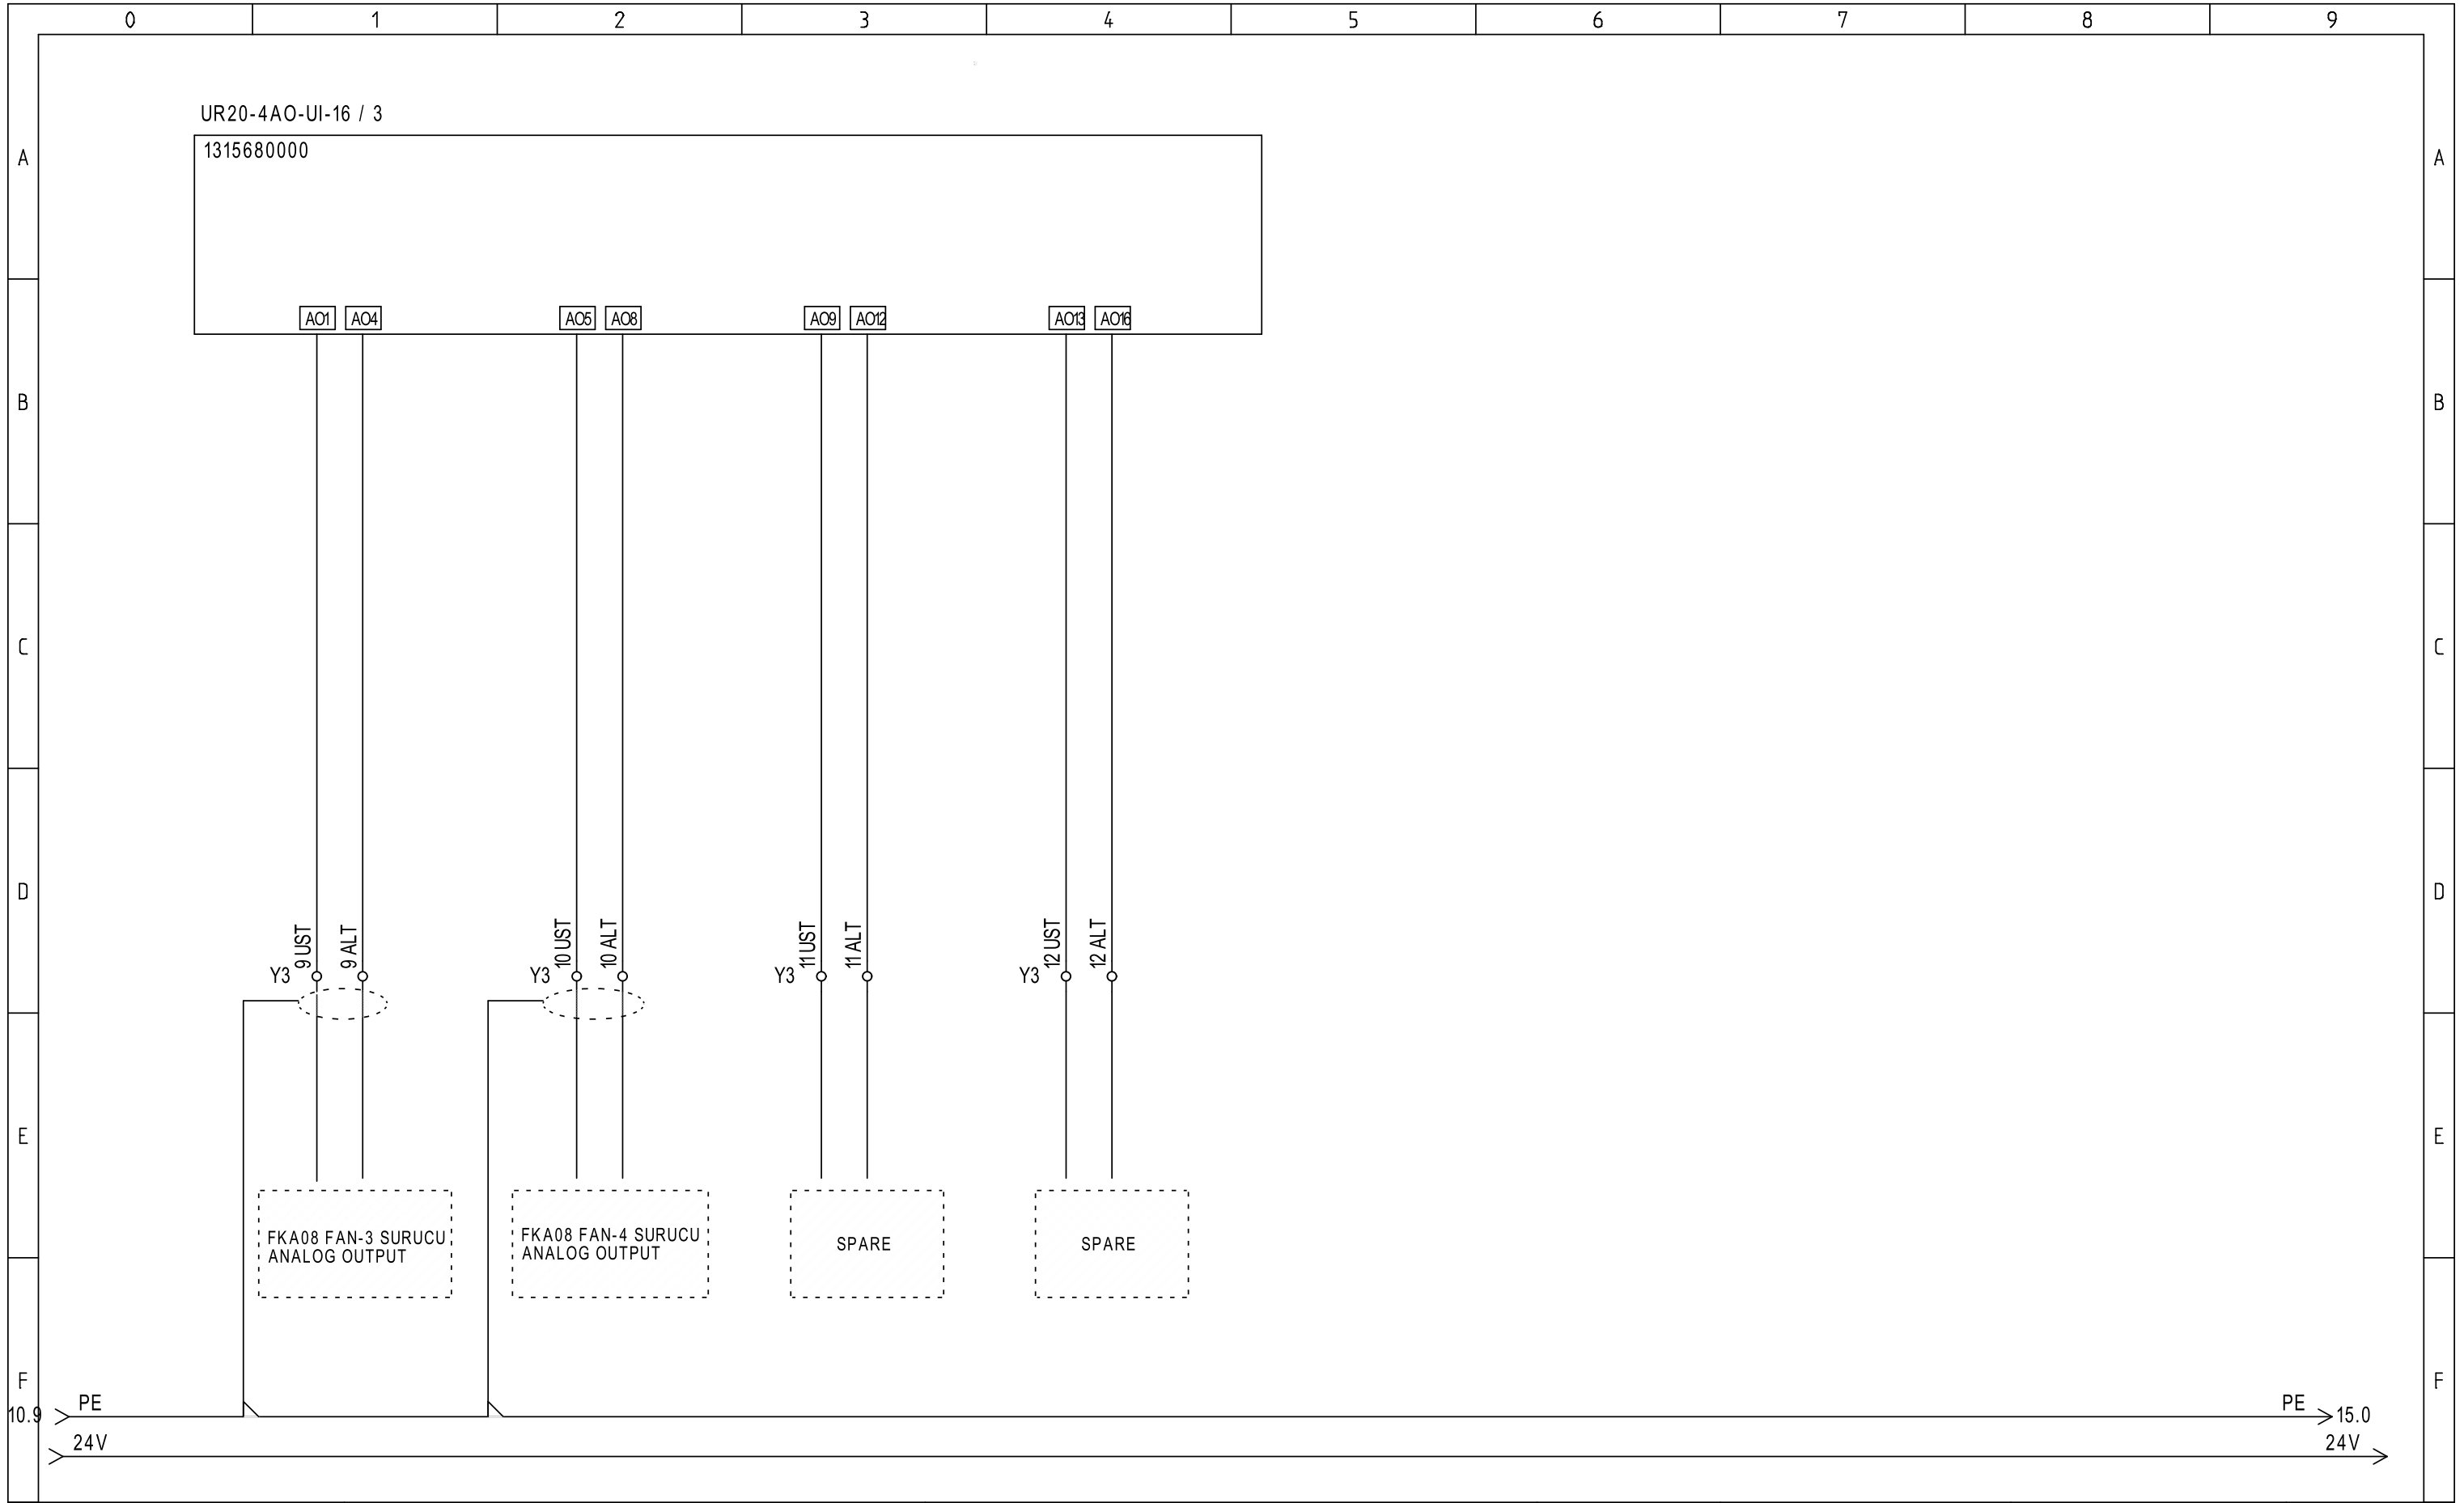 0 1 2 3 4 5 6 7 8 9
UR20-4AO-UI-16 / 3
1315680000
A A
AO1 AO4 AO5 AO8 AO9 AO12 AO13 AO16
B B
C C
D D
9 UST 9 ALT 10 UST 10 ALT 11 UST 11 ALT 12 UST 12 ALT
Y3 Y3 Y3 Y3
E E
FKA08 FAN-3 SURUCU
ANALOG OUTPUT
FKA08 FAN-4 SURUCU
ANALOG OUTPUT
SPARE
SPARE
F F
10.9 PE PE 15.0
24V 24V